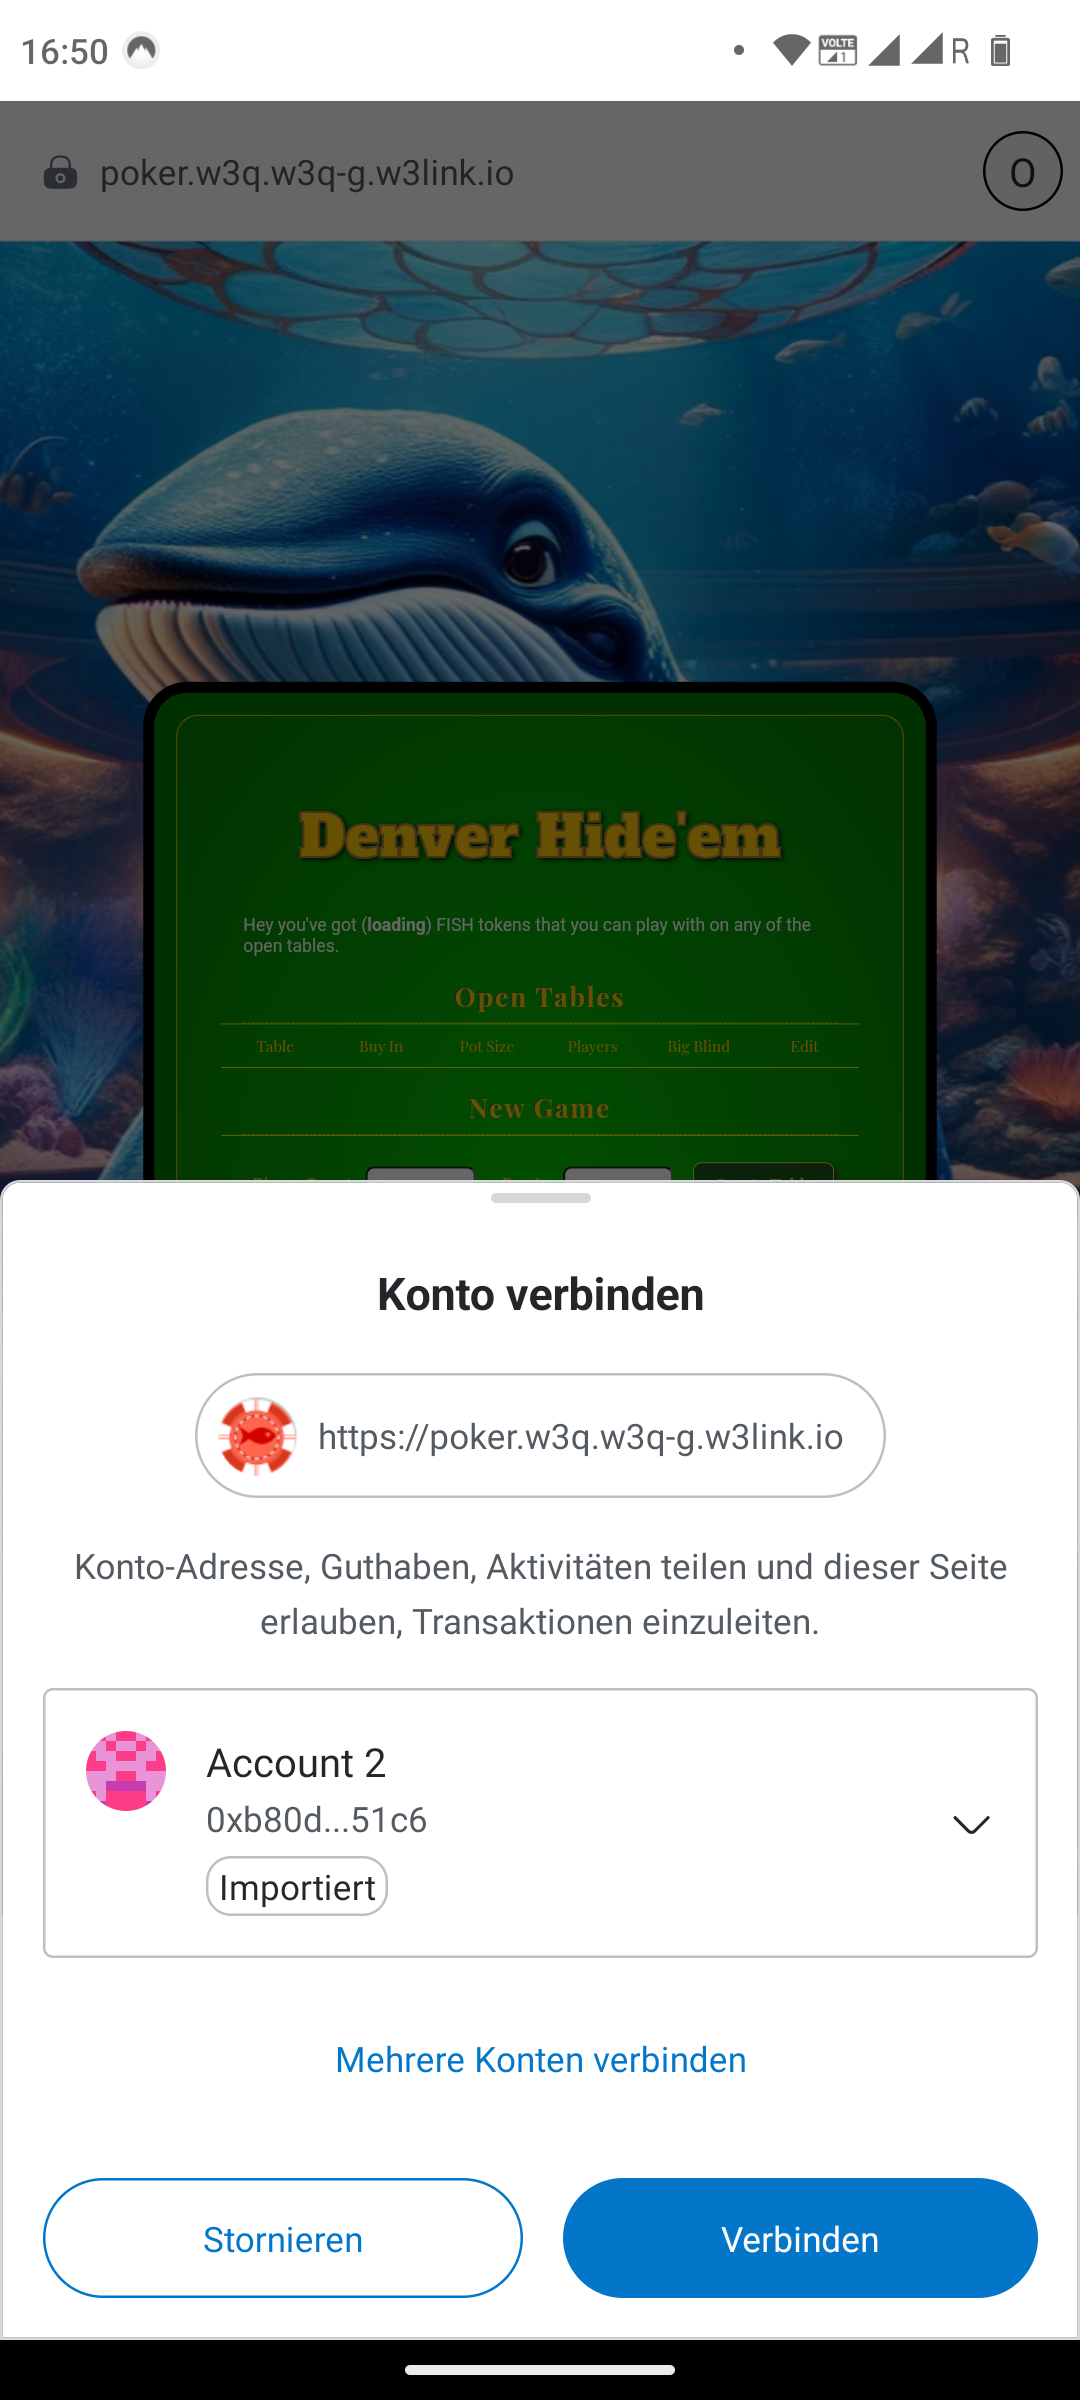 16:50
VOLTE
1
R
poker.w3q.w3q-g.w3link.io
0
Denver Hide'em
Hey you've got (loading) FISH tokens that you can play with on any of the
open tables.
Open Tables
Table Buy In Pot Size Players Big Blind Edit
New Game
Konto verbinden
https://poker.w3q.w3q-g.w3link.io
Konto-Adresse, Guthaben, Aktivitäten teilen und dieser Seite
erlauben, Transaktionen einzuleiten.
Account 2
0xb80d...51c6
Importiert
Mehrere Konten verbinden
Stornieren
Verbinden